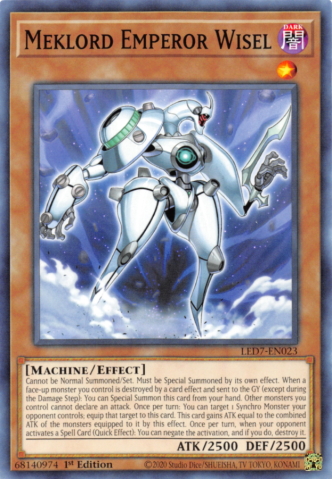 MEKLORD EMPEROR WISEL
DARK
闇
LED7-EN023
[MACHINE/EFFECT]
Cannot be Normal Summoned/Set. Must be Special Summoned by its own effect. When a
face-up monster you control is destroyed by a card effect and sent to the GY (except during
the Damage Step): You can Special Summon this card from your hand. Other monsters you
control cannot declare an attack. Once per turn: You can target 1 Synchro Monster your
opponent controls; equip that target to this card. This card gains ATK equal to the combined
ATK of the monsters equipped to it by this effect. Once per turn, when your opponent
activates a Spell Card (Quick Effect): You can negate the activation, and if you do, destroy it.
ATK/2500 DEF/2500
68140974 1st Edition ©2020 Studio Dice/SHUEISHA, TV TOKYO, KONAMI